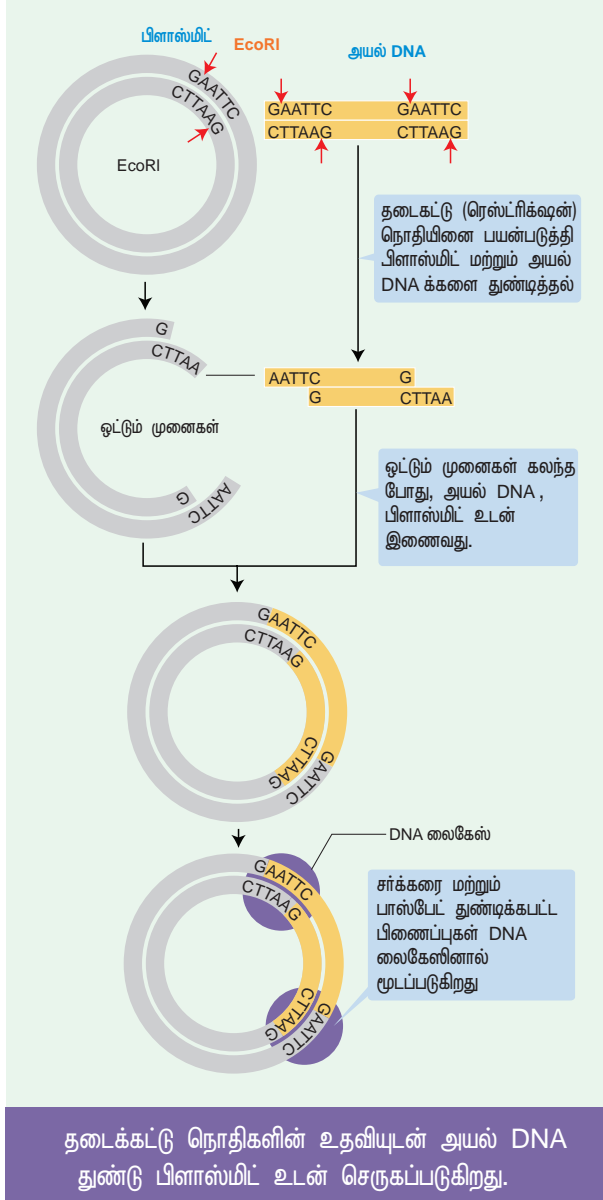 பிளாஸ்மிட்
EcoRI
அயல் DNA
GAATTC
CTTAAG
EcoRI
GAATTC GAATTC
CTTAAG CTTAAG
தடைகட்டு (ரெஸ்ட்ரிக்ஷன்)
நொதியினை பயன்படுத்தி
பிளாஸ்மிட் மற்றும் அயல்
DNA க்களை துண்டித்தல்
G
CTTAA
ஒட்டும் முனைகள்
G
AATTC
AATTC G
G CTTAA
ஒட்டும் முனைகள் கலந்த
போது, அயல் DNA ,
பிளாஸ்மிட் உடன்
இணைவது.
GAATTC
CTTAAG
CTTAAG
GAATTC
DNA லைகேஸ்
GAATTC
CTTAAG
CTTAAG
GAATTC
சர்க்கரை மற்றும்
பாஸ்பேட் துண்டிக்கபட்ட
பிணைப்புகள் DNA
லைகேஸினால்
மூடப்படுகிறது
தடைக்கட்டு நொதிகளின் உதவியுடன் அயல் DNA
துண்டு பிளாஸ்மிட் உடன் செருகப்படுகிறது.